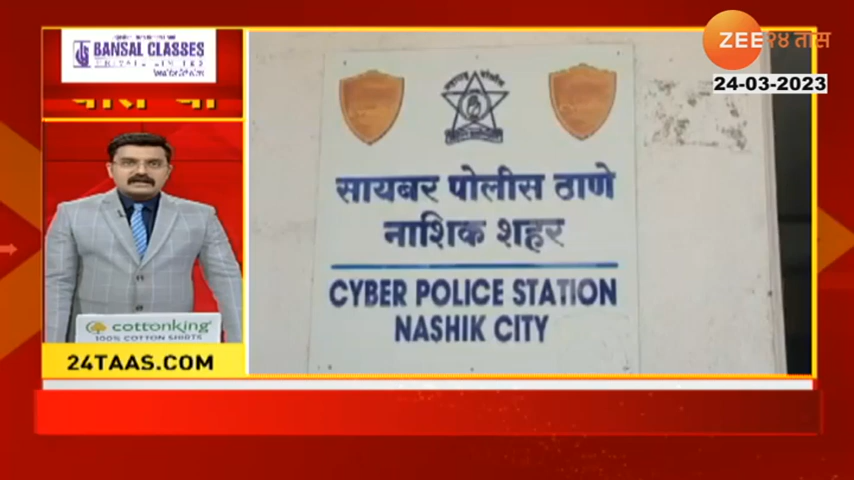 BANSAL CLASSES
ZEE २४ तास
24-03-2023
सायबर पोलीस ठाणे
नाशिक शहर
CYBER POLICE STATION
NASHIK CITY
cottonking
100% COTTON SHIRTS
24TAAS.COM